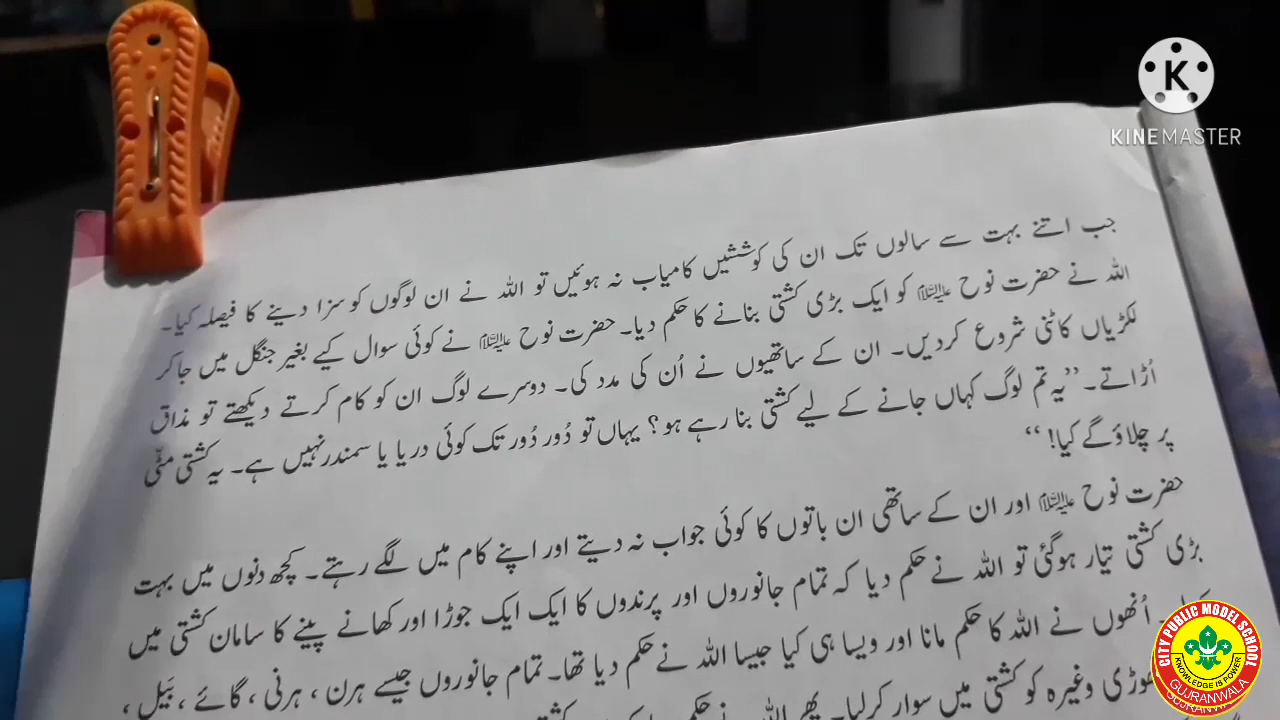 KINEMASTER
جب اتنے بہت سے سالوں تک ان کی کوششیں کامیاب نہ ہوئیں تو اللہ نے ان لوگوں کو سزا دینے کا فیصلہ کیا۔
اللہ نے حضرت نوح علیہ السلام کو ایک بڑی کشتی بنانے کا حکم دیا۔ حضرت نوح علیہ السلام نے کوئی سوال کیے بغیر جنگل میں جا کر
لکڑیاں کاٹنی شروع کردیں۔ ان کے ساتھیوں نے اُن کی مدد کی۔ دوسرے لوگ ان کو کام کرتے دیکھتے تو مذاق
اُڑاتے۔ ’’یہ تم لوگ کہاں جانے کے لیے کشتی بنا رہے ہو؟ یہاں تو دُور دُور تک کوئی دریا یا سمندر نہیں ہے۔ یہ کشتی مٹّی
پر چلاؤ گے کیا! ‘‘
حضرت نوح علیہ السلام اور ان کے ساتھی ان باتوں کا کوئی جواب نہ دیتے اور اپنے کام میں لگے رہتے۔ کچھ دنوں میں بہت
بڑی کشتی تیار ہوگئی تو اللہ نے حکم دیا کہ تمام جانوروں اور پرندوں کا ایک ایک جوڑا اور کھانے پینے کا سامان کشتی میں
اُنھوں نے اللہ کا حکم مانا اور ویسا ہی کیا جیسا اللہ نے حکم دیا تھا۔ تمام جانوروں جیسے ہرن ، ہرنی ، گائے ، بَیل ،
وغیرہ کو کشتی میں سوار کرلیا۔ پھر اللہ نے
CITY PUBLIC MODEL SCHOOL
KNOWLEDGE IS POWER
GUJRANWALA